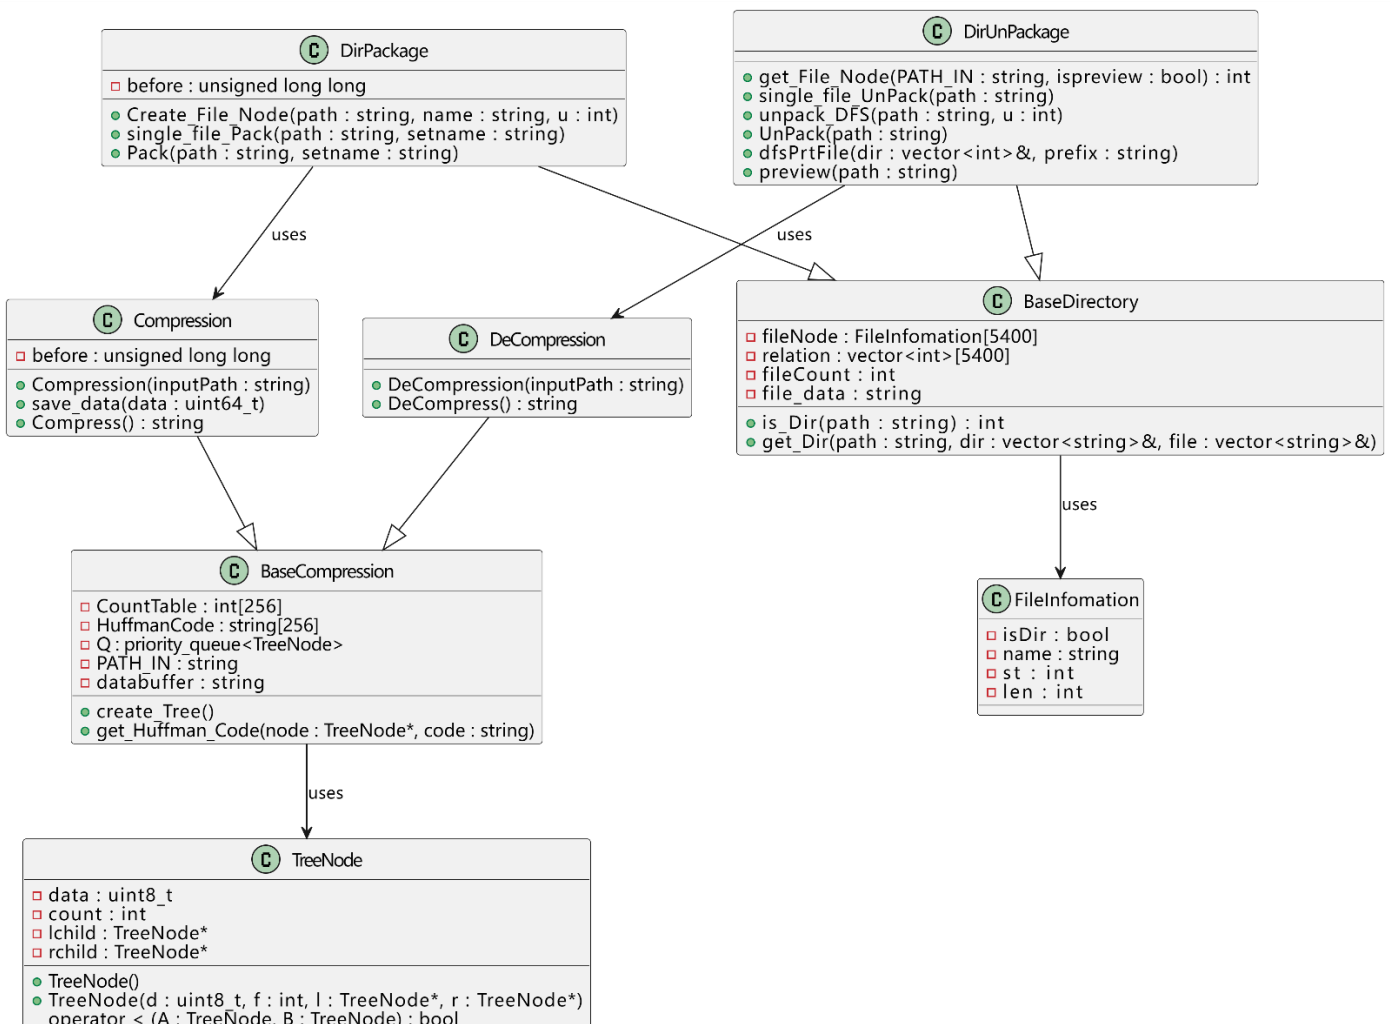 C DirPackage
before : unsigned long long
Create_File_Node(path : string, name : string, u : int)
single_file_Pack(path : string, setname : string)
Pack(path : string, setname : string)
C DirUnPackage
get_File_Node(PATH_IN : string, ispreview : bool) : int
single_file_UnPack(path : string)
unpack_DFS(path : string, u : int)
UnPack(path : string)
dfsPrtFile(dir : vector<int>&, prefix : string)
preview(path : string)
uses
uses
C Compression
before : unsigned long long
Compression(inputPath : string)
save_data(data : uint64_t)
Compress() : string
C DeCompression
DeCompression(inputPath : string)
DeCompress() : string
C BaseDirectory
fileNode : FileInfomation[5400]
relation : vector<int>[5400]
fileCount : int
file_data : string
is_Dir(path : string) : int
get_Dir(path : string, dir : vector<string>&, file : vector<string>&)
uses
C BaseCompression
CountTable : int[256]
HuffmanCode : string[256]
Q : priority_queue<TreeNode>
PATH_IN : string
databuffer : string
create_Tree()
get_Huffman_Code(node : TreeNode*, code : string)
C FileInfomation
isDir : bool
name : string
st : int
len : int
uses
C TreeNode
data : uint8_t
count : int
lchild : TreeNode*
rchild : TreeNode*
TreeNode()
TreeNode(d : uint8_t, f : int, l : TreeNode*, r : TreeNode*)
operator < (A : TreeNode, B : TreeNode) : bool